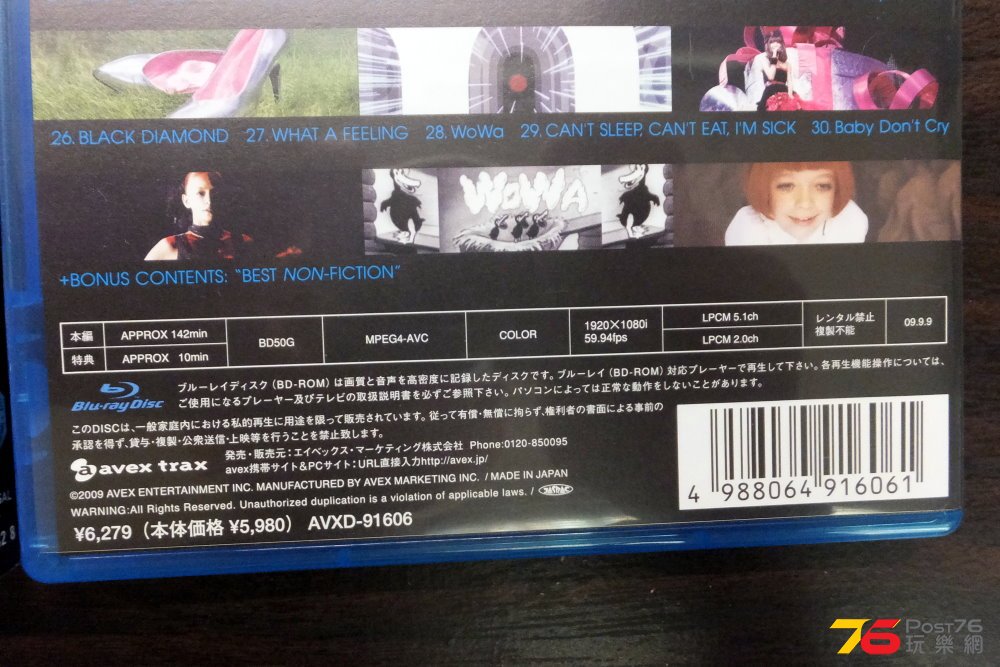 26. BLACK DIAMOND 27. WHAT A FEELING 28. WoWa 29. CAN'T SLEEP, CAN'T EAT, I'M SICK 30. Baby Don't Cry
WoWA
+BONUS CONTENTS: "BEST NON-FICTION"
本編 APPROX 142min BD50G MPEG4-AVC COLOR 1920×1080i 59.94fps LPCM 5.1ch レンタル禁止 複製不能 09.9.9
特典 APPROX 10min LPCM 2.0ch
Blu-ray Disc
ブルーレイディスク（BD-ROM）は画質と音声を高密度に記録したディスクです。ブルーレイ（BD-ROM）対応プレーヤーで再生して下さい。各再生機能操作については、
ご使用になるプレーヤー及びテレビの取扱説明書を必ずご参照下さい。パソコンによっては正常な動作をしないことがあります。
このDISCは、一般家庭内における私的再生に用途を限って販売されています。従って有償・無償に拘らず、権利者の書面による事前の
承認を得ず、貸与・複製・公衆送信・上映等を行うことを禁止致します。
avex trax
発売・販売元：エイベックス・マーケティング株式会社 Phone:0120-850095
avex携帯サイト&PCサイト：URL直接入力http://avex.jp/
©2009 AVEX ENTERTAINMENT INC. MANUFACTURED BY AVEX MARKETING INC. / MADE IN JAPAN
WARNING:All Rights Reserved. Unauthorized duplication is a violation of applicable laws. /
¥6,279（本体価格 ¥5,980） AVXD-91606
4 988064 916061
76 Post76
玩樂網